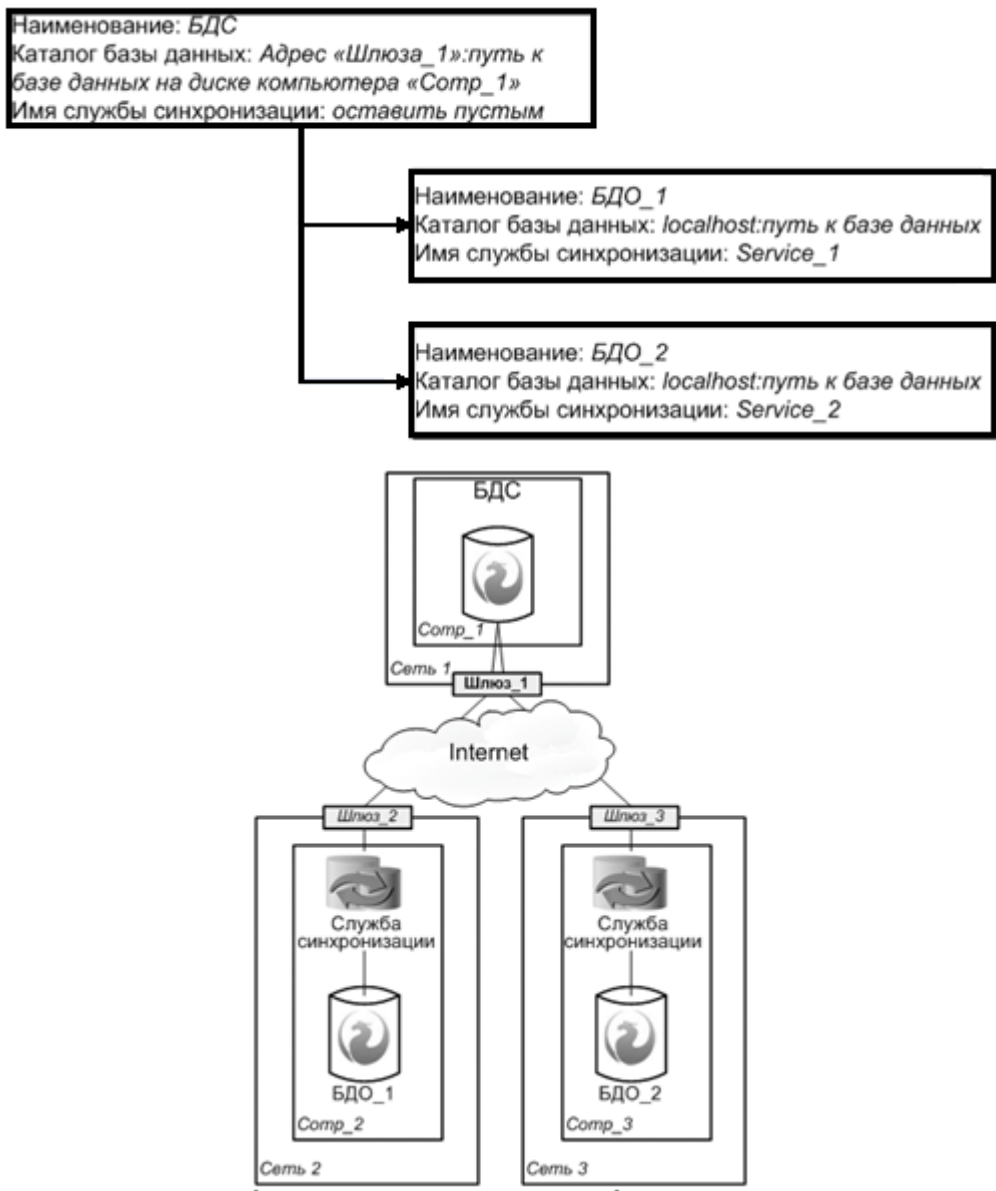 Наименование: БДС
Каталог базы данных: Адрес «Шлюза_1»:путь к
базе данных на диске компьютера «Comp_1»
Имя службы синхронизации: оставить пустым
Наименование: БДО_1
Каталог базы данных: localhost:путь к базе данных
Имя службы синхронизации: Service_1
Наименование: БДО_2
Каталог базы данных: localhost:путь к базе данных
Имя службы синхронизации: Service_2
БДС
Comp_1
Сеть 1
Шлюз_1
Internet
Шлюз_2
Служба
синхронизации
БДО_1
Comp_2
Сеть 2
Шлюз_3
Служба
синхронизации
БДО_2
Comp_3
Сеть 3